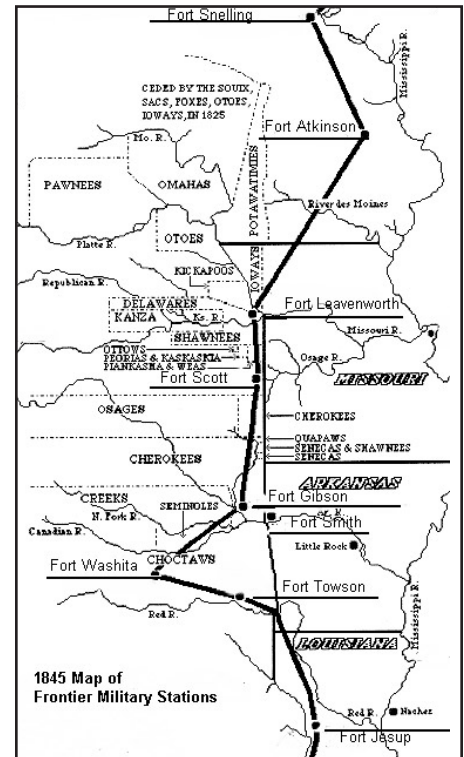 Fort Snelling
Mississippi R.
CEDED BY THE SOUIX,
SACS, FOXES, OTOES,
IOWAYS, IN 1825
Fort Atkinson
Mo. R.
PAWNEES
OMAHAS
POTAWATIMIES
IOWAYS
River des Moines
OTOES
Platte R.
KICKAPOOS
Republican R.
DELAWARES
Fort Leavenworth
KANZA
Ks. R.
Missouri R.
SHAWNEES
OTTOWS
PEORIAS & KASKASKIA
PIANKASHA & WEAS
Osage R.
Fort Scott
MISSOURI
OSAGES
CHEROKEES
QUAPAWS
SENECAS & SHAWNEES
SENECAS
CHEROKEES
ARKANSAS
CREEKS
SEMINOLES
Fort Gibson
N. Fork R.
R.
Canadian R.
Fort Smith
Little Rock
CHOCTAWS
Fort Washita
Fort Towson
Mississippi R.
Red R.
LOUISIANA
1845 Map of
Frontier Military Stations
Red R.
Naches
Fort Jesup